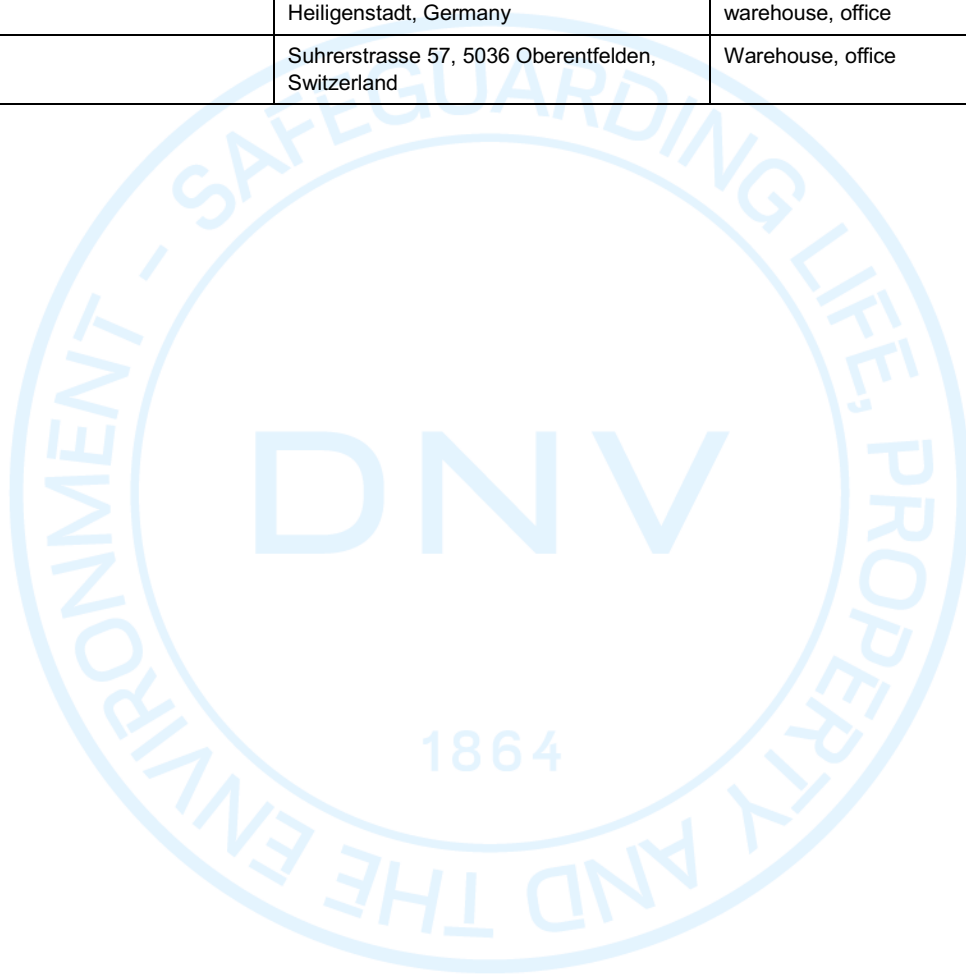 Heiligenstadt, Germany
warehouse, office
Suhrerstrasse 57, 5036 Oberentfelden,
Switzerland
Warehouse, office
SAFEGUARDING LIFE, PROPERTY AND THE ENVIRONMENT -
DNV
1864